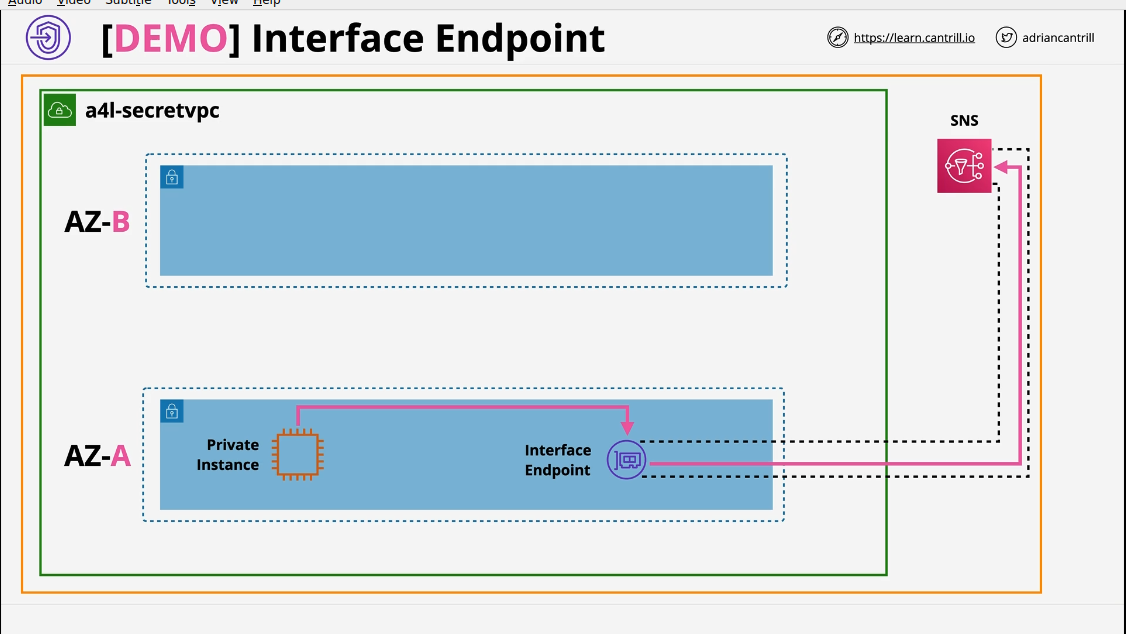 Audio Video Subtitle Tools View Help
[DEMO] Interface Endpoint
https://learn.cantrill.io
adriancantrill
a4l-secretvpc
SNS
AZ-B
AZ-A
Private
Instance
Interface
Endpoint